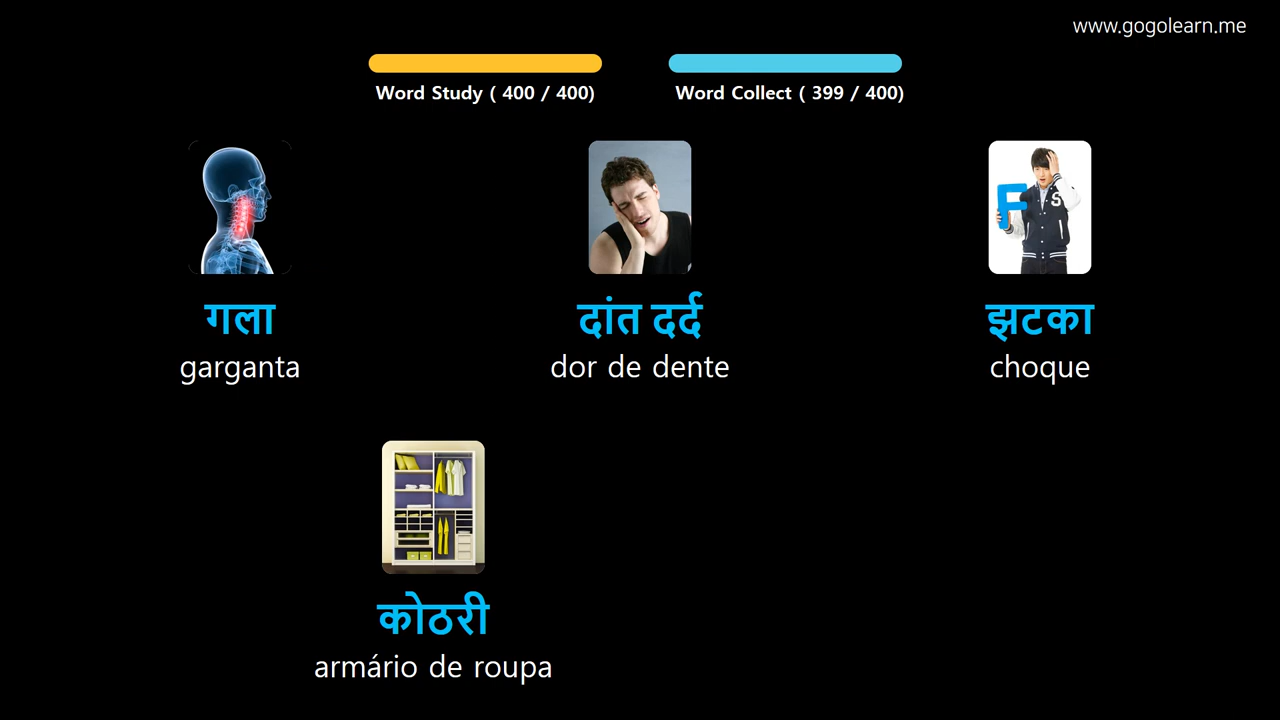 www.gogolearn.me
Word Study ( 400 / 400)
Word Collect ( 399 / 400)
F
S
गला
garganta
दांत दर्द
dor de dente
झटका
choque
कोठरी
armário de roupa